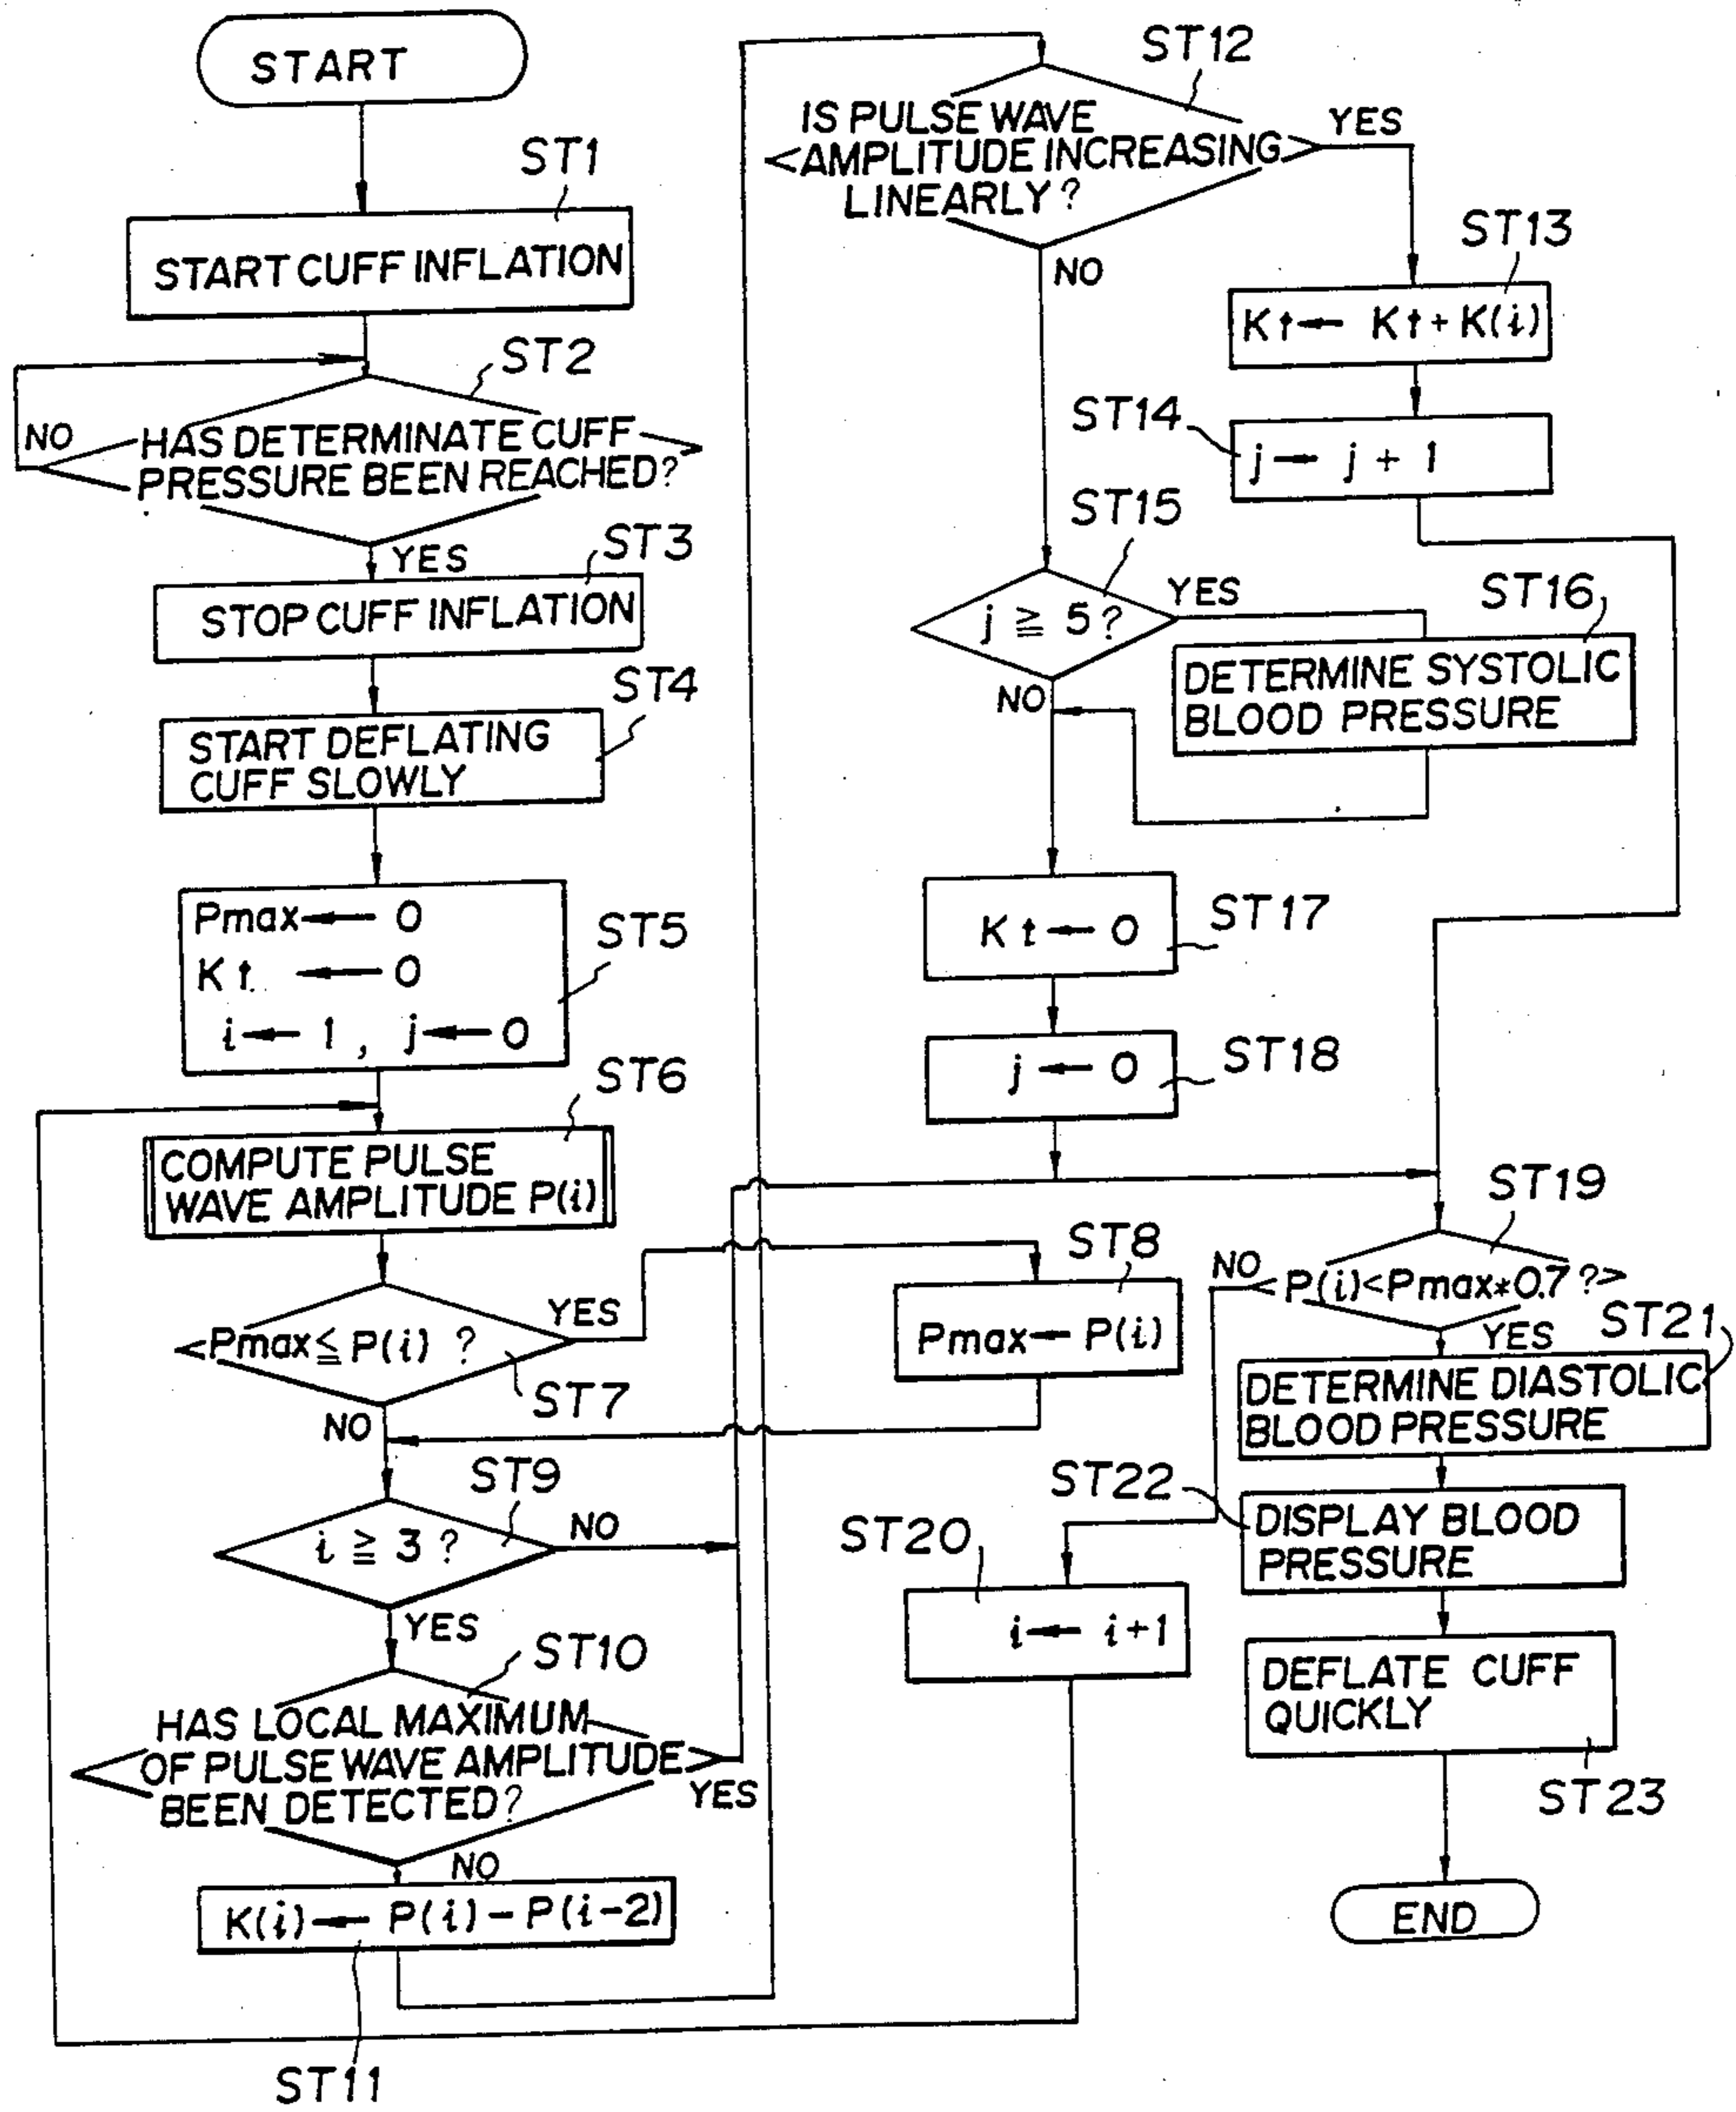 START
ST1
START CUFF INFLATION
ST2
NO
HAS DETERMINATE CUFF
PRESSURE BEEN REACHED?
YES
ST3
STOP CUFF INFLATION
ST4
START DEFLATING
CUFF SLOWLY
Pmax ← 0
Kt ← 0
i ← 1, j ← 0
ST5
ST6
COMPUTE PULSE
WAVE AMPLITUDE P(i)
YES
Pmax ≦ P(i) ?
ST7
NO
ST8
Pmax ← P(i)
ST9
i ≧ 3 ?
NO
YES
ST10
HAS LOCAL MAXIMUM
OF PULSE WAVE AMPLITUDE
BEEN DETECTED?
YES
NO
K(i) ← P(i) - P(i-2)
ST11
ST12
IS PULSE WAVE
AMPLITUDE INCREASING
LINEARLY ?
YES
NO
ST13
Kt ← Kt + K(i)
ST14
j ← j + 1
ST15
j ≧ 5 ?
YES
NO
ST16
DETERMINE SYSTOLIC
BLOOD PRESSURE
Kt ← 0
ST17
j ← 0
ST18
ST19
NO
P(i) < Pmax*0.7 ?
YES
ST20
i ← i+1
ST21
DETERMINE DIASTOLIC
BLOOD PRESSURE
ST22
DISPLAY BLOOD
PRESSURE
DEFLATE CUFF
QUICKLY
ST23
END